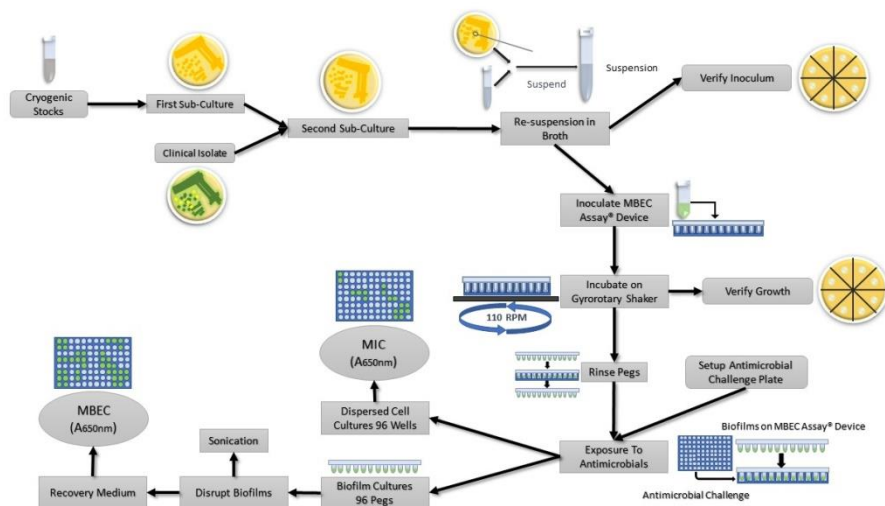 Cryogenic
Stocks
First Sub-Culture
Clinical Isolate
Second Sub-Culture
Suspend
Suspension
Re-suspension in
Broth
Verify Inoculum
Inoculate MBEC
Assay® Device
Incubate on
Gyrorotary Shaker
110 RPM
Verify Growth
Rinse Pegs
Setup Antimicrobial
Challenge Plate
Exposure To
Antimicrobials
Biofilms on MBEC Assay® Device
Antimicrobial Challenge
Dispersed Cell
Cultures 96 Wells
MIC
(A650nm)
Biofilm Cultures
96 Pegs
Disrupt Biofilms
Sonication
Recovery Medium
MBEC
(A650nm)